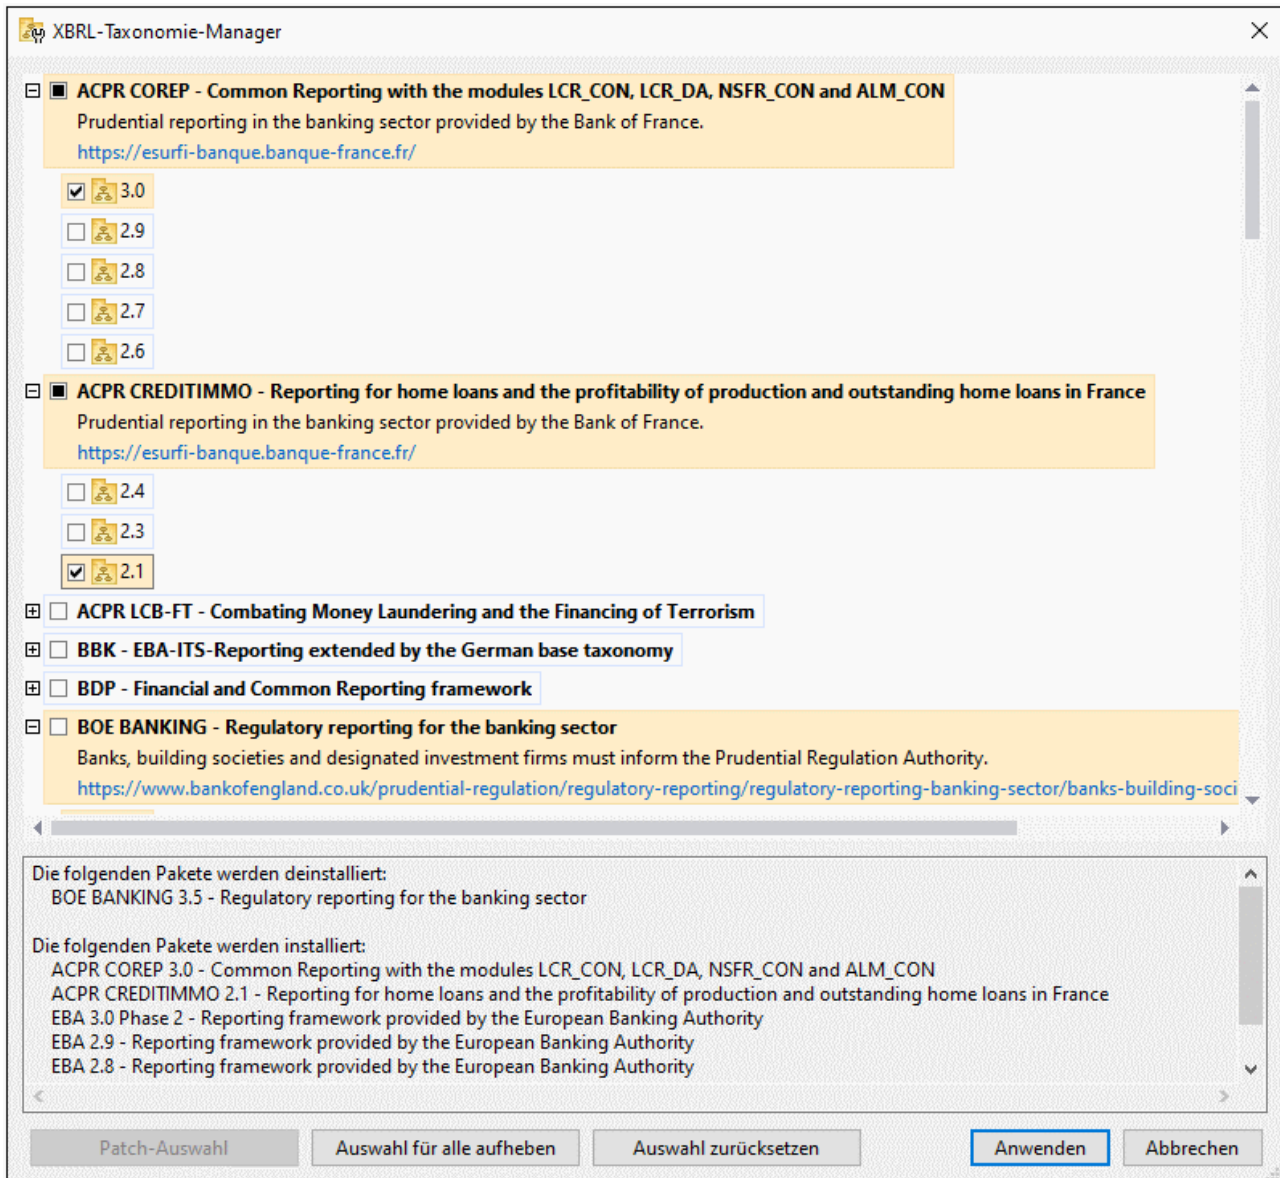 XBRL-Taxonomie-Manager
ACPR COREP - Common Reporting with the modules LCR_CON, LCR_DA, NSFR_CON and ALM_CON
Prudential reporting in the banking sector provided by the Bank of France.
https://esurfi-banque.banque-france.fr/
3.0
2.9
2.8
2.7
2.6
ACPR CREDITIMMO - Reporting for home loans and the profitability of production and outstanding home loans in France
Prudential reporting in the banking sector provided by the Bank of France.
https://esurfi-banque.banque-france.fr/
2.4
2.3
2.1
ACPR LCB-FT - Combating Money Laundering and the Financing of Terrorism
BBK - EBA-ITS-Reporting extended by the German base taxonomy
BDP - Financial and Common Reporting framework
BOE BANKING - Regulatory reporting for the banking sector
Banks, building societies and designated investment firms must inform the Prudential Regulation Authority.
https://www.bankofengland.co.uk/prudential-regulation/regulatory-reporting/regulatory-reporting-banking-sector/banks-building-soci
Die folgenden Pakete werden deinstalliert:
BOE BANKING 3.5 - Regulatory reporting for the banking sector
Die folgenden Pakete werden installiert:
ACPR COREP 3.0 - Common Reporting with the modules LCR_CON, LCR_DA, NSFR_CON and ALM_CON
ACPR CREDITIMMO 2.1 - Reporting for home loans and the profitability of production and outstanding home loans in France
EBA 3.0 Phase 2 - Reporting framework provided by the European Banking Authority
EBA 2.9 - Reporting framework provided by the European Banking Authority
EBA 2.8 - Reporting framework provided by the European Banking Authority
Patch-Auswahl Auswahl für alle aufheben Auswahl zurücksetzen Anwenden Abbrechen